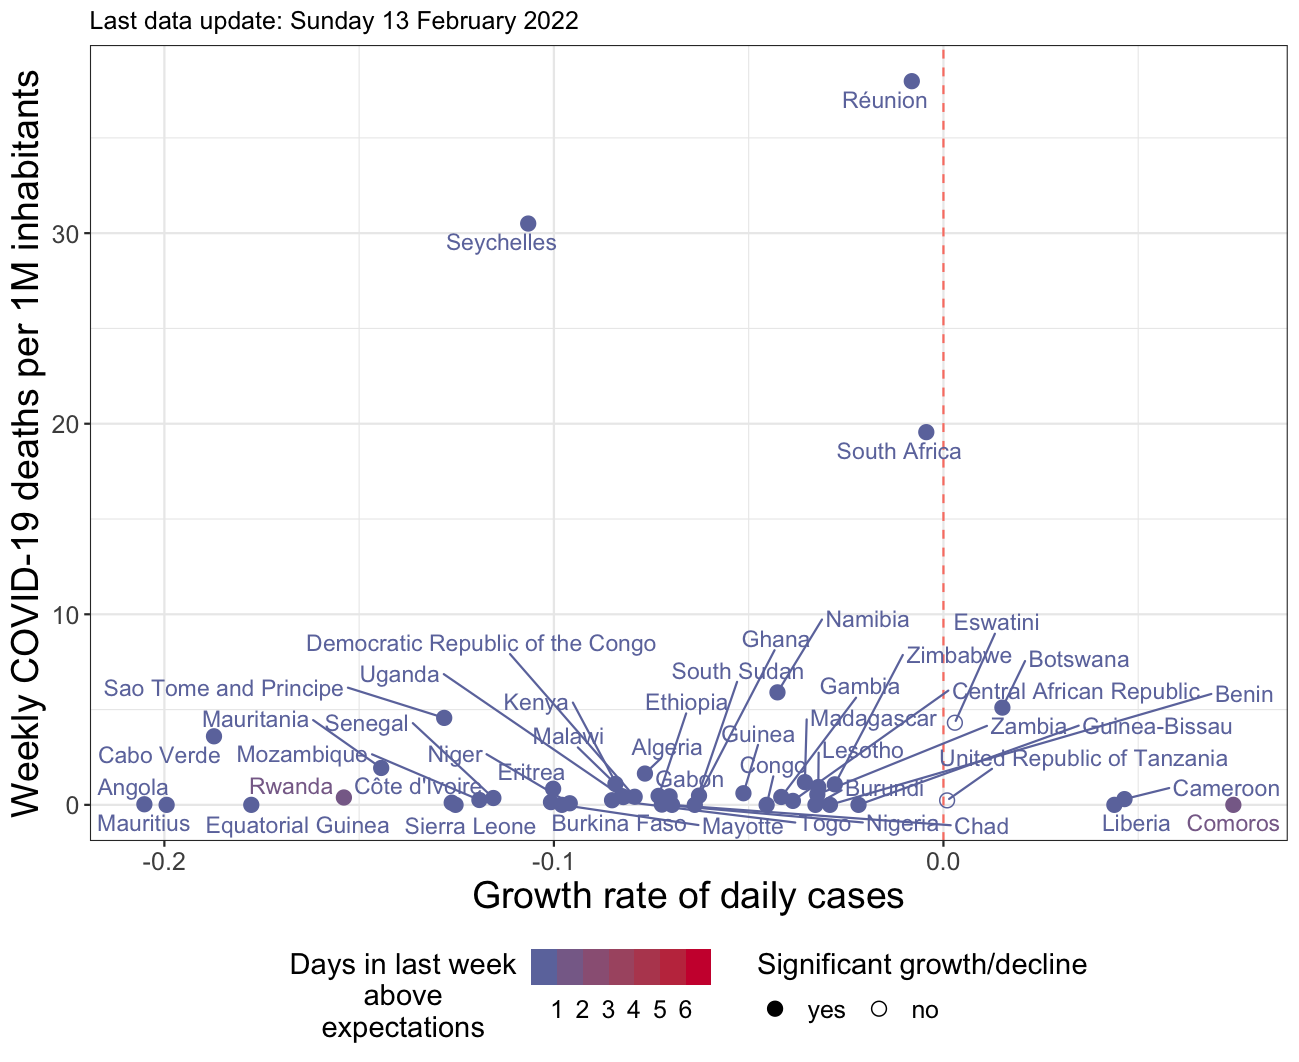 Last data update: Sunday 13 February 2022
Weekly COVID-19 deaths per 1M inhabitants
30
20
10
0
Réunion
Seychelles
South Africa
Namibia
Eswatini
Ghana
Democratic Republic of the Congo
Zimbabwe
Botswana
South Sudan
Uganda
Gambia
Sao Tome and Principe
Central African Republic
Benin
Kenya
Ethiopia
Mauritania
Senegal
Madagascar
Zambia
Guinea-Bissau
Malawi
Guinea
Cabo Verde
Mozambique
Niger
Algeria
Lesotho
United Republic of Tanzania
Eritrea
Congo
Gabon
Angola
Rwanda
Côte d'Ivoire
Burundi
Cameroon
Mauritius
Equatorial Guinea
Sierra Leone
Burkina Faso
Mayotte
Togo
Nigeria
Chad
Liberia
Comoros
-0.2
-0.1
0.0
Growth rate of daily cases
Days in last week
above
expectations
1 2 3 4 5 6
Significant growth/decline
yes
no